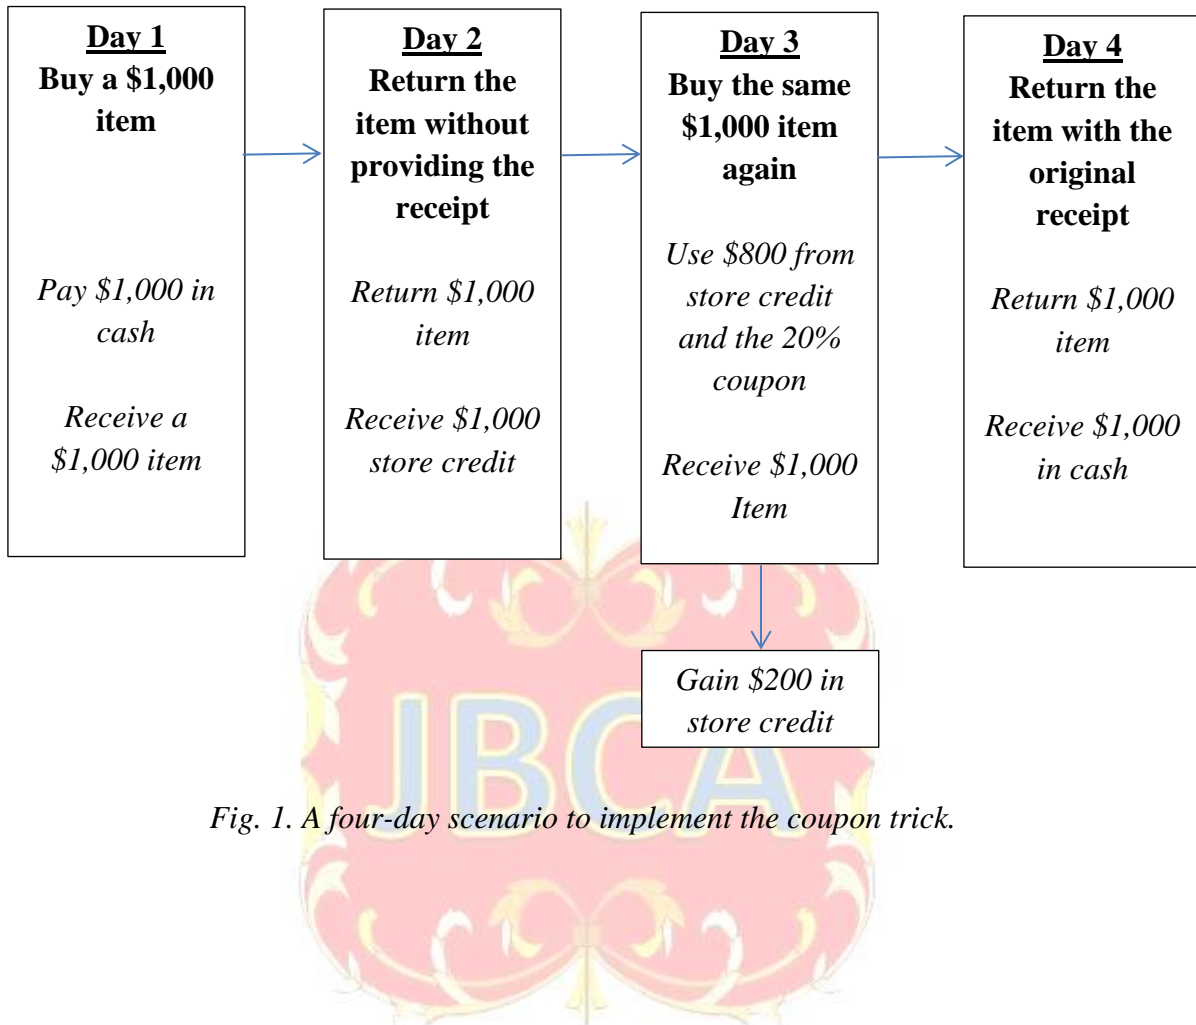 Day 1
Buy a $1,000
item
Pay $1,000 in
cash
Receive a
$1,000 item
Day 2
Return the
item without
providing the
receipt
Return $1,000
item
Receive $1,000
store credit
Day 3
Buy the same
$1,000 item
again
Use $800 from
store credit
and the 20%
coupon
Receive $1,000
Item
Gain $200 in
store credit
Day 4
Return the
item with the
original
receipt
Return $1,000
item
Receive $1,000
in cash
JBCA
Fig. 1. A four-day scenario to implement the coupon trick.